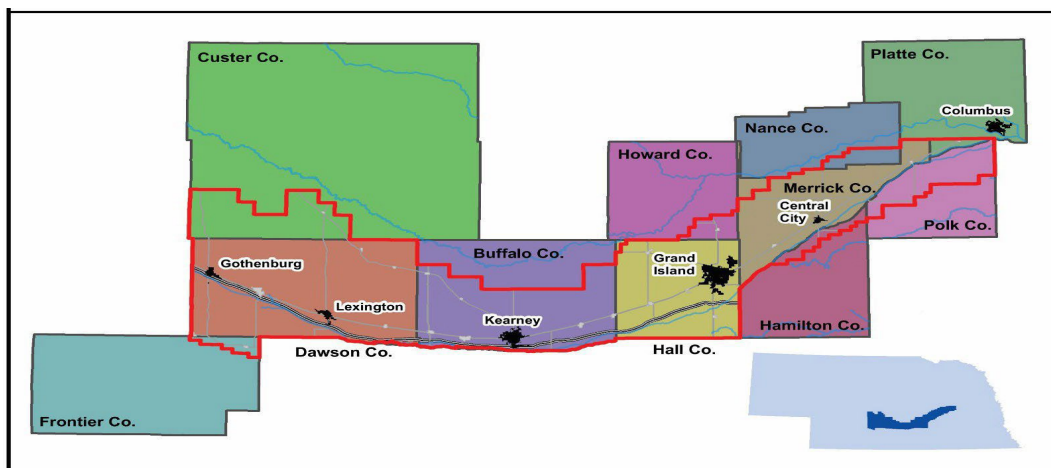 Custer Co.
Platte Co.
Columbus
Nance Co.
Howard Co.
Merrick Co.
Central
City
Polk Co.
Buffalo Co.
Grand
Island
Gothenburg
Lexington
Kearney
Hamilton Co.
Dawson Co.
Hall Co.
Frontier Co.